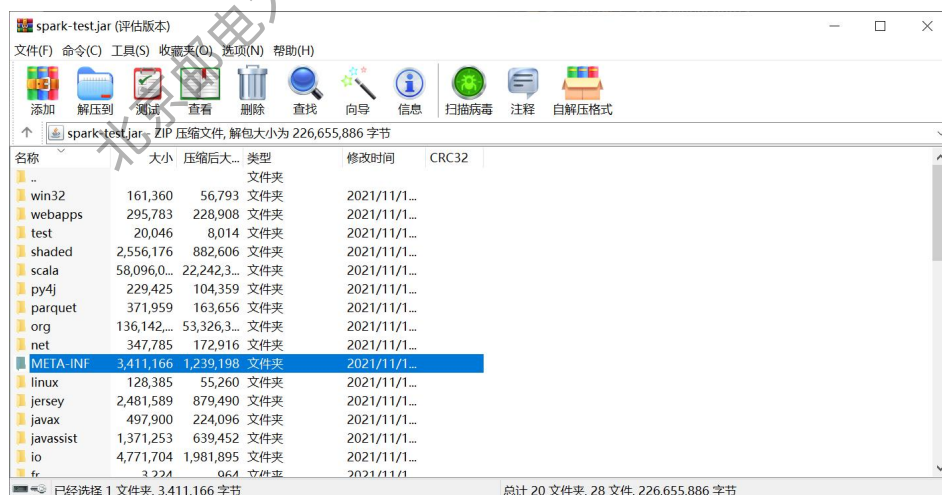 spark-test.jar (评估版本)
文件(F) 命令(C) 工具(S) 收藏夹(O) 选项(N) 帮助(H)
添加 解压到 测试 查看 删除 查找 向导 信息 扫描病毒 注释 自解压格式
spark-test.jar - ZIP 压缩文件, 解包大小为 226,655,886 字节
名称 大小 压缩后大... 类型 修改时间 CRC32
.. 文件夹
win32 161,360 56,793 文件夹 2021/11/1...
webapps 295,783 228,908 文件夹 2021/11/1...
test 20,046 8,014 文件夹 2021/11/1...
shaded 2,556,176 882,606 文件夹 2021/11/1...
scala 58,096,0... 22,242,3... 文件夹 2021/11/1...
py4j 229,425 104,359 文件夹 2021/11/1...
parquet 371,959 163,656 文件夹 2021/11/1...
org 136,142,... 53,326,3... 文件夹 2021/11/1...
net 347,785 172,916 文件夹 2021/11/1...
META-INF 3,411,166 1,239,198 文件夹 2021/11/1...
linux 128,385 55,260 文件夹 2021/11/1...
jersey 2,481,589 879,490 文件夹 2021/11/1...
javax 497,900 224,096 文件夹 2021/11/1...
javassist 1,371,253 639,452 文件夹 2021/11/1...
io 4,771,704 1,981,895 文件夹 2021/11/1...
fr 3,224 964 文件夹 2021/11/1...
已经选择 1 文件夹, 3,411,166 字节 总计 20 文件夹, 28 文件, 226,655,886 字节
北京邮电大